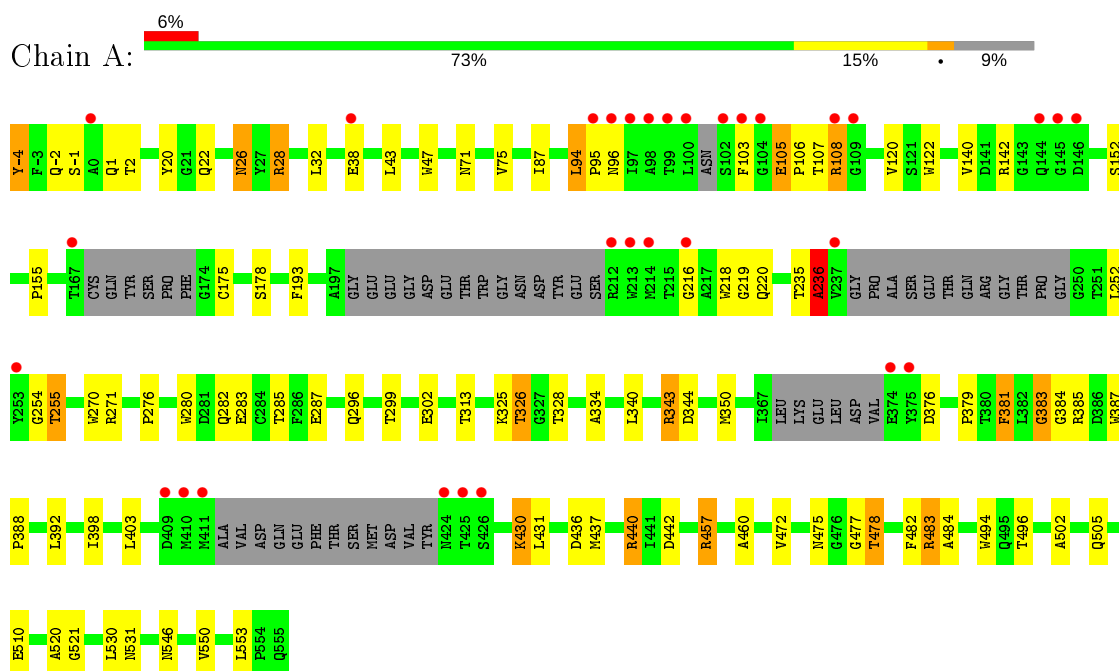 6%
Chain A:
73% 15% • 9%
Y-4 F-3 Q-2 S-1 A0 Q1 T2 Y20 G21 Q22 N26 Y27 R28 L32 E38 L43 W47 N71 V75 I87 L94 P95 N96 I97 A98 T99 L100 ASN S102 F103 G104 E105 P106 T107 R108 G109 V120 S121 W122 V140 D141 R142 G143 Q144 G145 D146 S152
P155 T167 CYS GLN TYR SER PRO PHE G174 C175 S178 F193 A197 GLY GLU GLU GLY ASP GLU THR TRP GLY ASN ASP TYR GLU SER R212 W213 M214 T215 G216 A217 W218 G219 Q220 T235 A236 V237 GLY PRO ALA SER GLU THR GLN ARG GLY THR PRO GLY G250 T251 L252
Y253 G254 T255 W270 R271 P276 W280 D281 Q282 E283 C284 T285 F286 E287 Q296 T299 E302 T313 K325 T326 G327 T328 A334 L340 R343 D344 M350 I367 LEU LYS GLU LEU ASP VAL E374 Y375 D376 P379 T380 F381 L382 G383 G384 R385 D386 W387
P388 L392 I398 L403 D409 M410 M411 ALA VAL ASP GLN GLU PHE THR SER MET ASP VAL TYR N424 T425 S426 K430 L431 D436 M437 R440 I441 D442 R457 A460 V472 N475 G476 G477 T478 F482 R483 A484 W494 Q495 T496 A502 Q505
E510 A520 G521 L530 N531 N546 V550 L553 P554 Q555